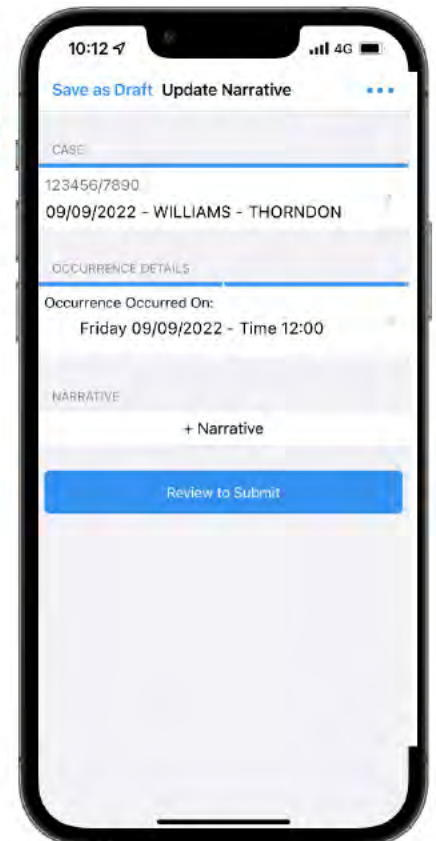 10:12 4G
Save as Draft Update Narrative •••
CASE
123456/7890
09/09/2022 - WILLIAMS - THORNDON
OCCURRENCE DETAILS
Occurrence Occurred On:
Friday 09/09/2022 - Time 12:00
NARRATIVE
+ Narrative
Review to Submit